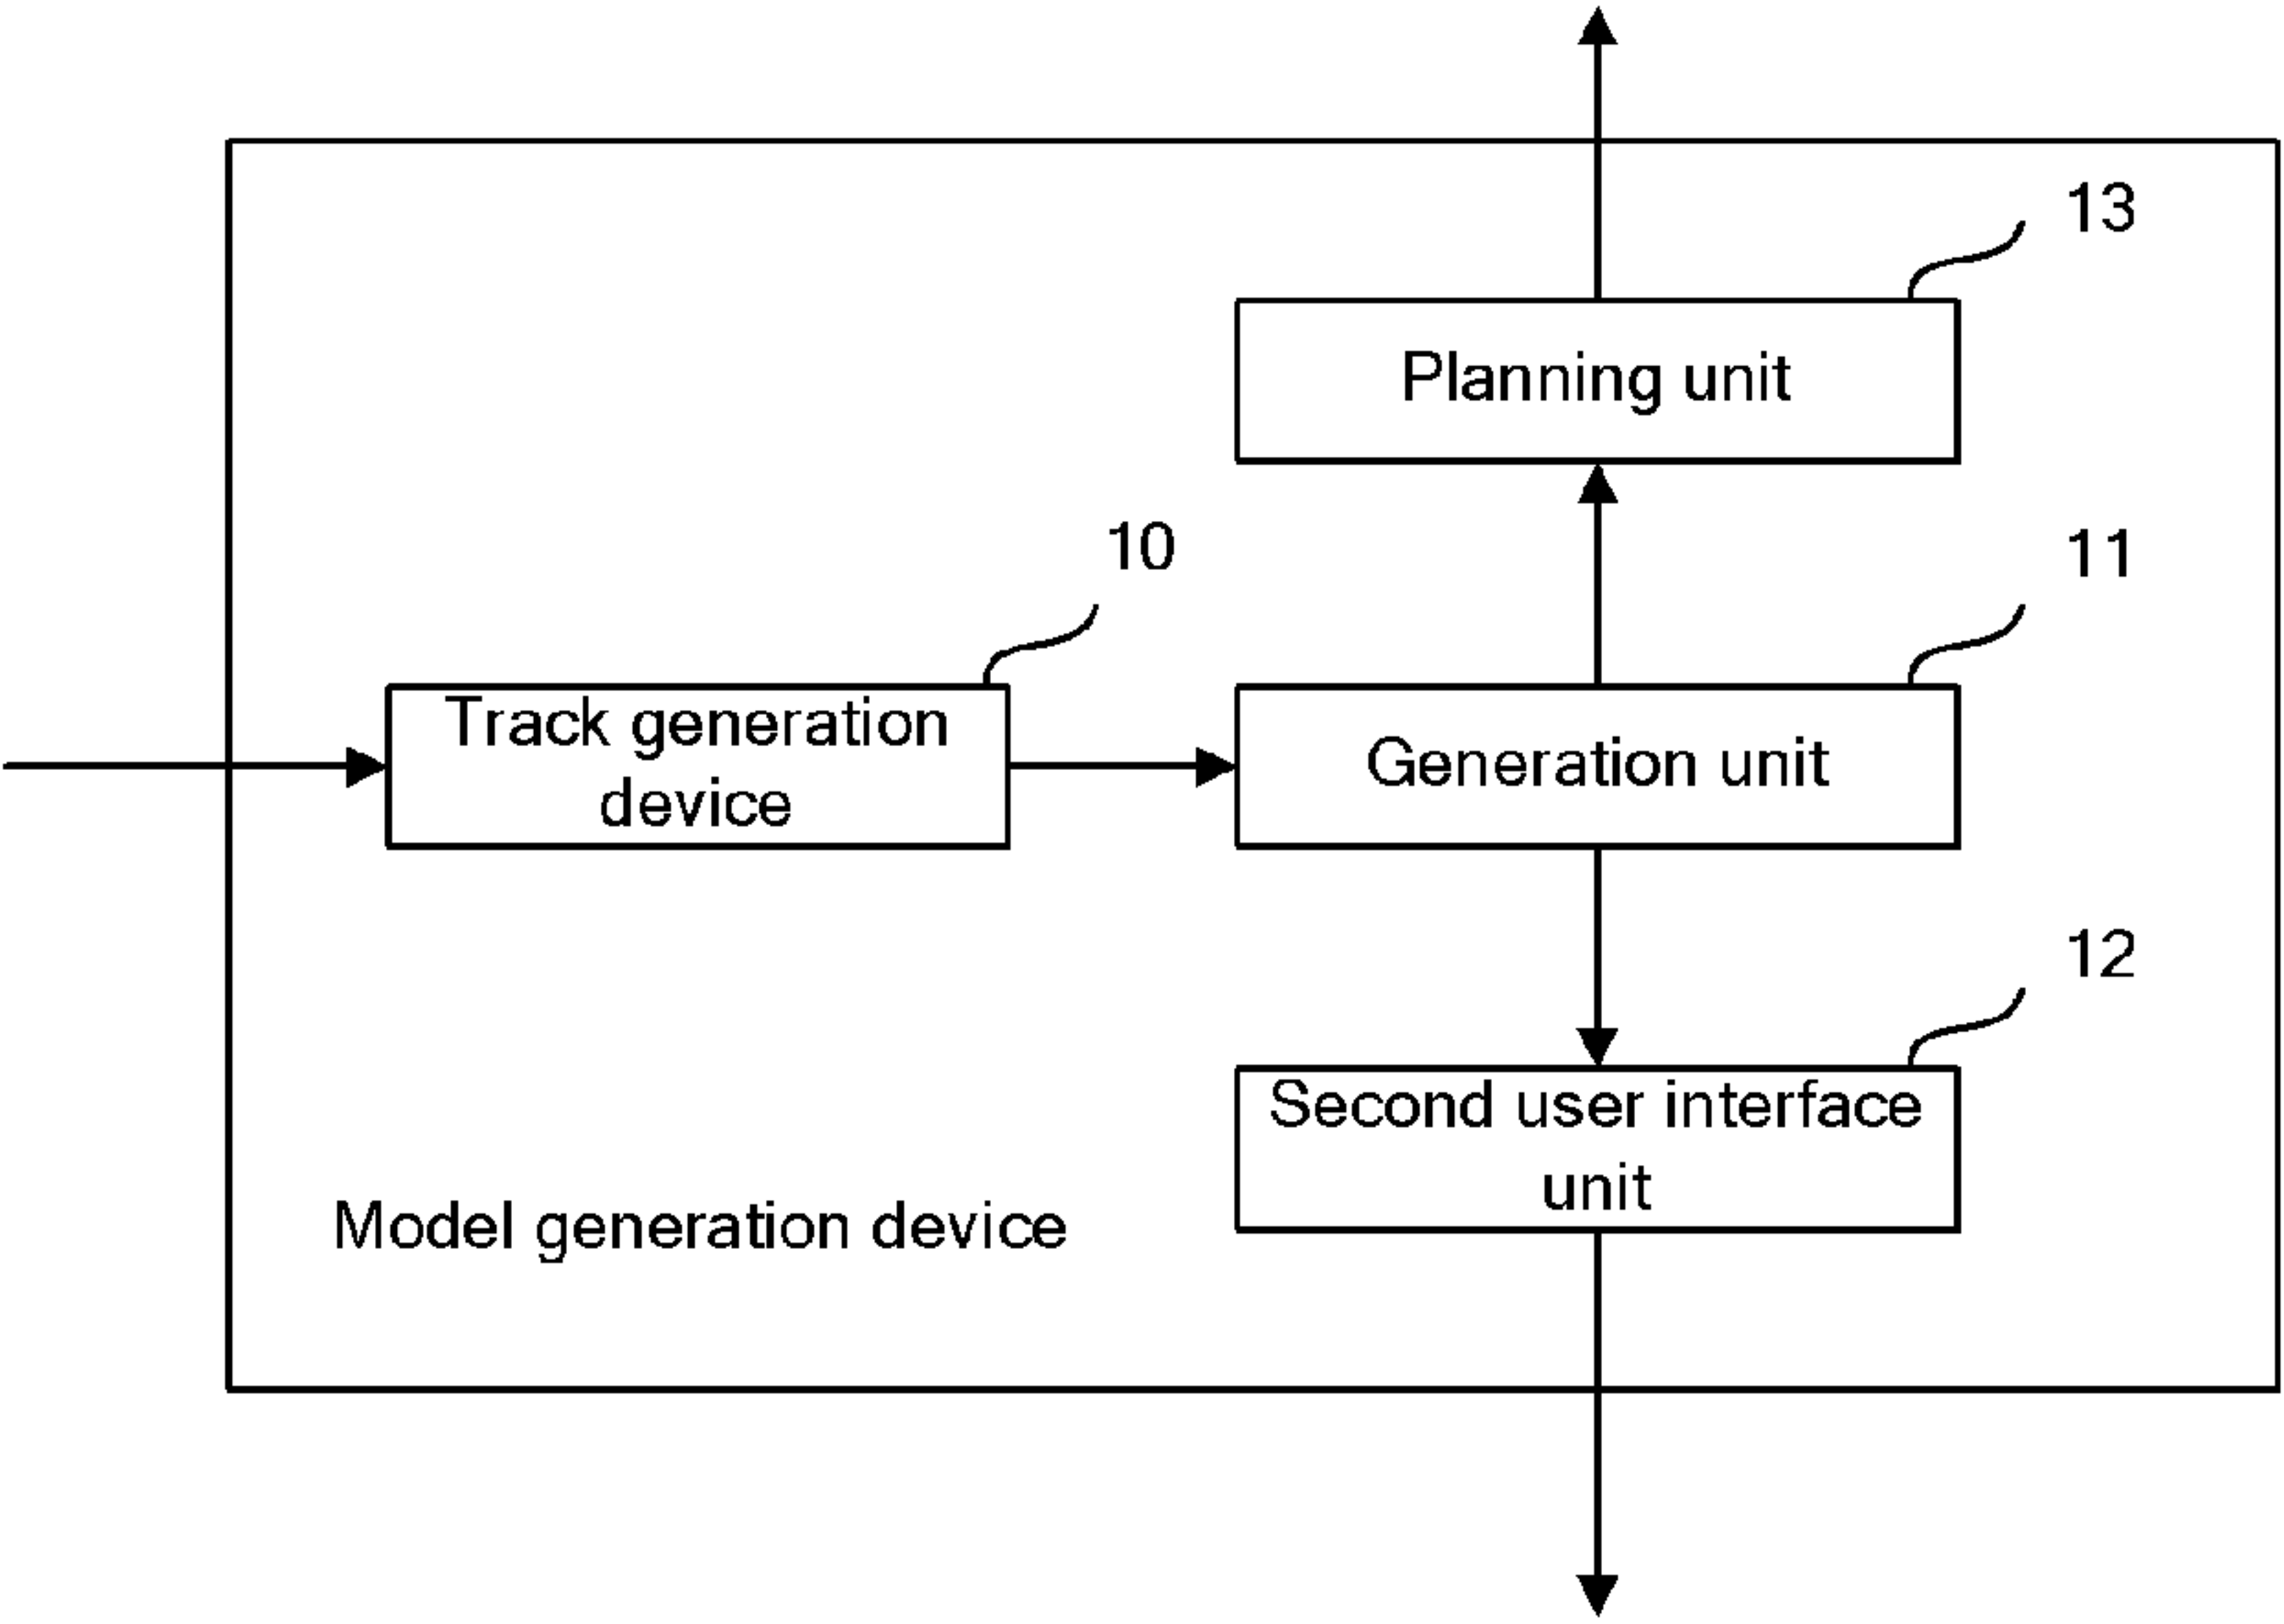 13
Planning unit
10
11
Track generation
device
Generation unit
12
Second user interface
unit
Model generation device